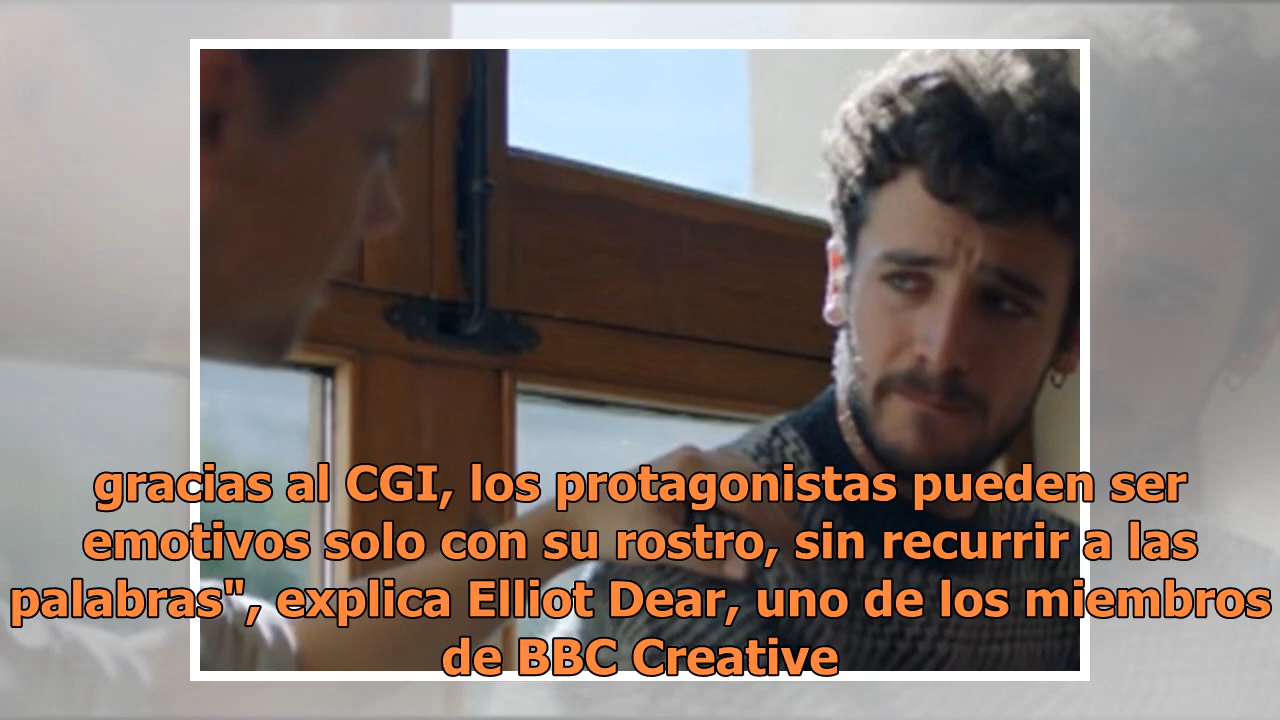 gracias al CGI, los protagonistas pueden ser
emotivos solo con su rostro, sin recurrir a las
palabras", explica Elliot Dear, uno de los miembros
de BBC Creative